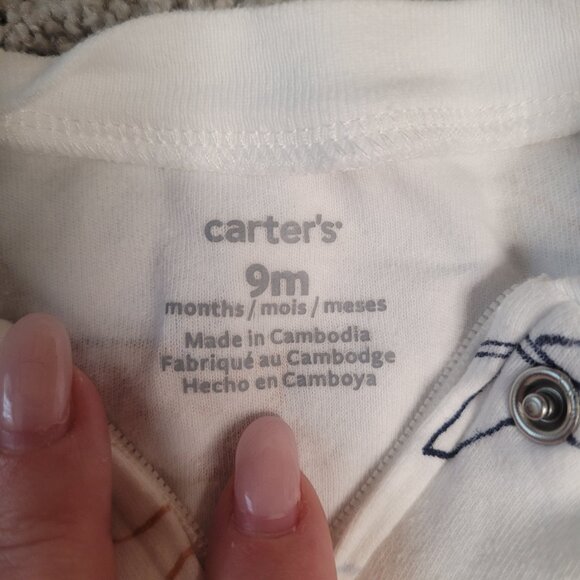 carter's
9m
months / mois / meses
Made in Cambodia
Fabriqué au Cambodge
Hecho en Camboya